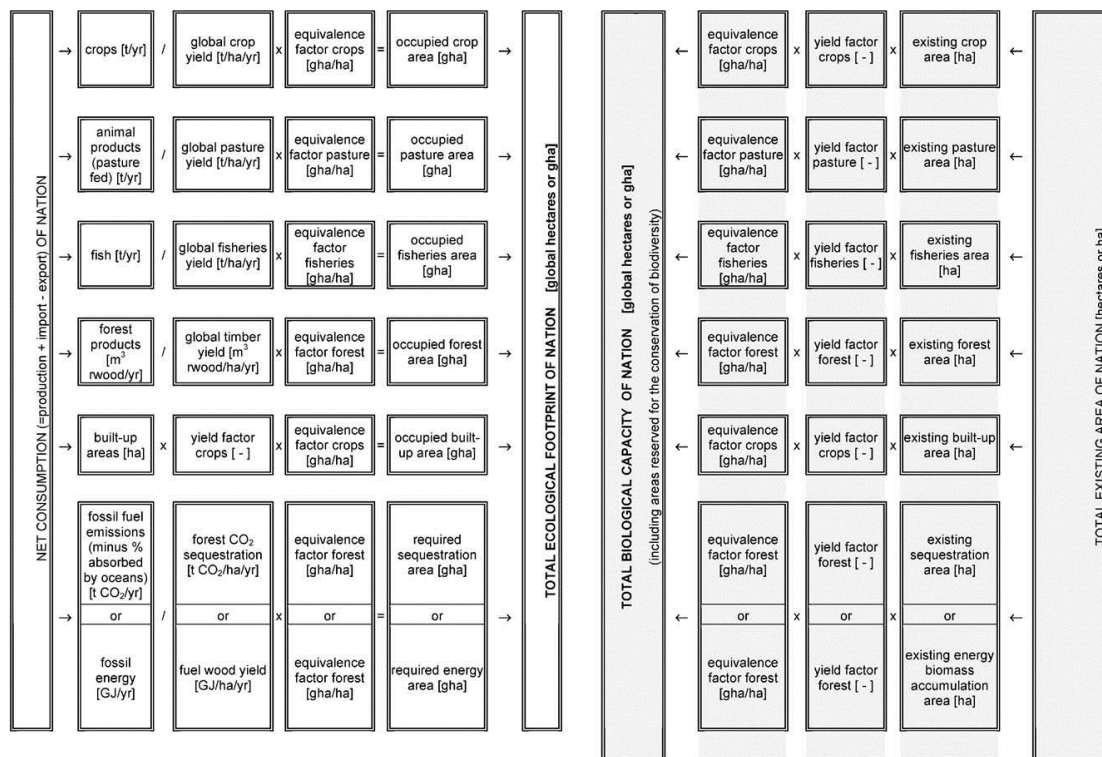 NET CONSUMPTION (=production + import - export) OF NATION
→
crops [t/yr]
/
global crop
yield [t/ha/yr]
x
equivalence
factor crops
[gha/ha]
=
occupied crop
area [gha]
→
→
animal
products
(pasture
fed) [t/yr]
/
global pasture
yield [t/ha/yr]
x
equivalence
factor pasture
[gha/ha]
=
occupied
pasture area
[gha]
→
→
fish [t/yr]
/
global fisheries
yield [t/ha/yr]
x
equivalence
factor
fisheries
[gha/ha]
=
occupied
fisheries area
[gha]
→
→
forest
products
[m³
rwood/yr]
/
global timber
yield [m³
rwood/ha/yr]
x
equivalence
factor forest
[gha/ha]
=
occupied forest
area [gha]
→
→
built-up
areas [ha]
x
yield factor
crops [ - ]
x
equivalence
factor crops
[gha/ha]
=
occupied built-
up area [gha]
→
→
fossil fuel
emissions
(minus %
absorbed
by oceans)
[t CO₂/yr]
or
fossil
energy
[GJ/yr]
/
forest CO₂
sequestration
[t CO₂/ha/yr]
or
fuel wood yield
[GJ/ha/yr]
x
equivalence
factor forest
[gha/ha]
or
equivalence
factor forest
[gha/ha]
=
required
sequestration
area [gha]
or
required energy
area [gha]
→
TOTAL ECOLOGICAL FOOTPRINT OF NATION [global hectares or gha]
TOTAL BIOLOGICAL CAPACITY OF NATION [global hectares or gha]
(including areas reserved for the conservation of biodiversity)
←
equivalence
factor crops
[gha/ha]
x
yield factor
crops [ - ]
x
existing crop
area [ha]
←
←
equivalence
factor pasture
[gha/ha]
x
yield factor
pasture [ - ]
x
existing pasture
area [ha]
←
←
equivalence
factor
fisheries
[gha/ha]
x
yield factor
fisheries [ - ]
x
existing
fisheries area
[ha]
←
←
equivalence
factor forest
[gha/ha]
x
yield factor
forest [ - ]
x
existing forest
area [ha]
←
←
equivalence
factor crops
[gha/ha]
x
yield factor
crops [ - ]
x
existing built-up
area [ha]
←
←
equivalence
factor forest
[gha/ha]
or
equivalence
factor forest
[gha/ha]
x
x
yield factor
forest [ - ]
or
yield factor
forest [ - ]
x
x
existing
sequestration
area [ha]
or
existing energy
biomass
accumulation
area [ha]
←
TOTAL EXISTING AREA OF NATION [hectares or ha]